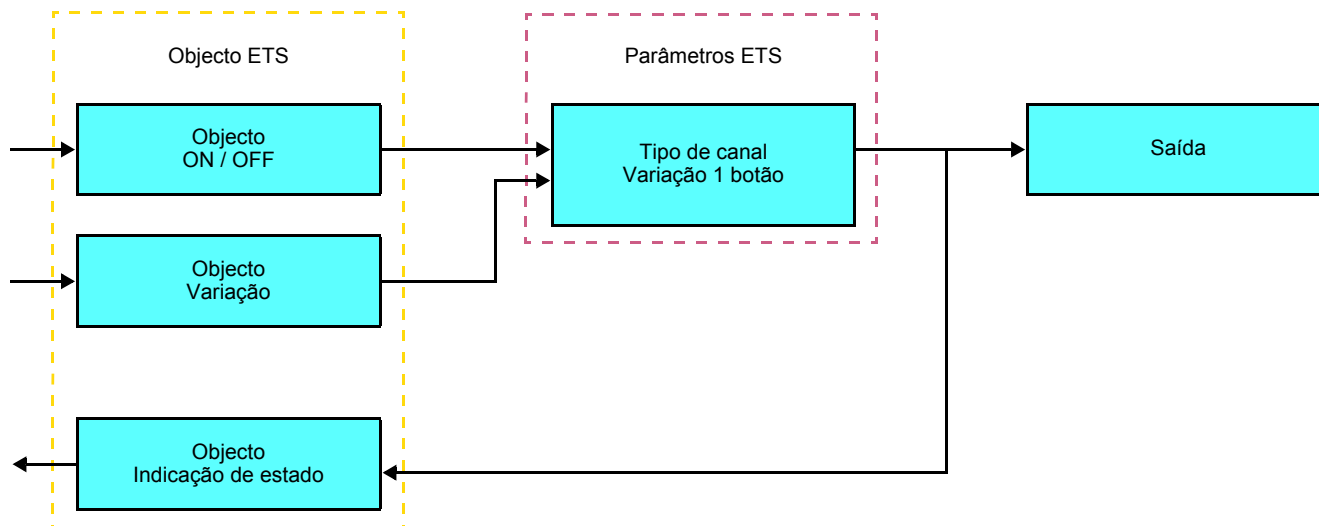 Objecto ETS
Parâmetros ETS
Objecto
ON / OFF
Tipo de canal
Variação 1 botão
Saída
Objecto
Variação
Objecto
Indicação de estado